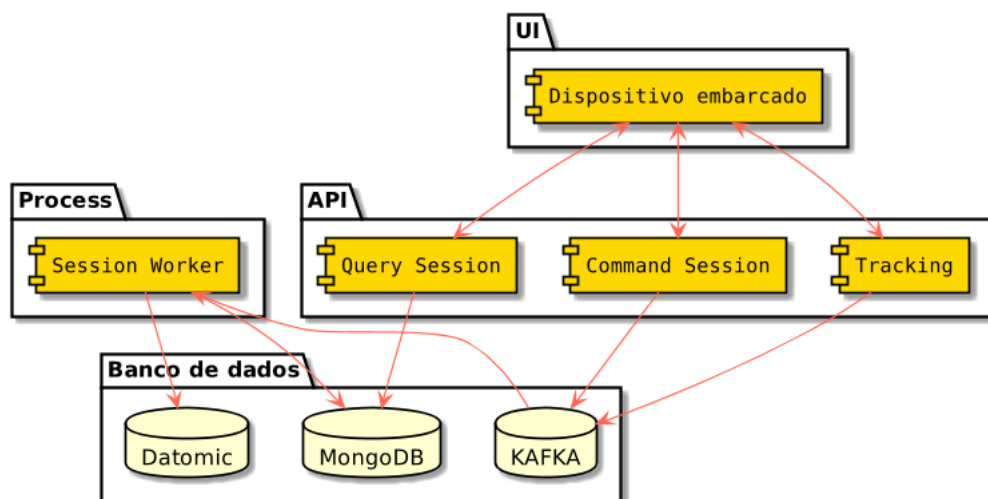 UI
Dispositivo embarcado
Process
API
Session Worker
Query Session
Command Session
Tracking
Banco de dados
Datomic
MongoDB
KAFKA